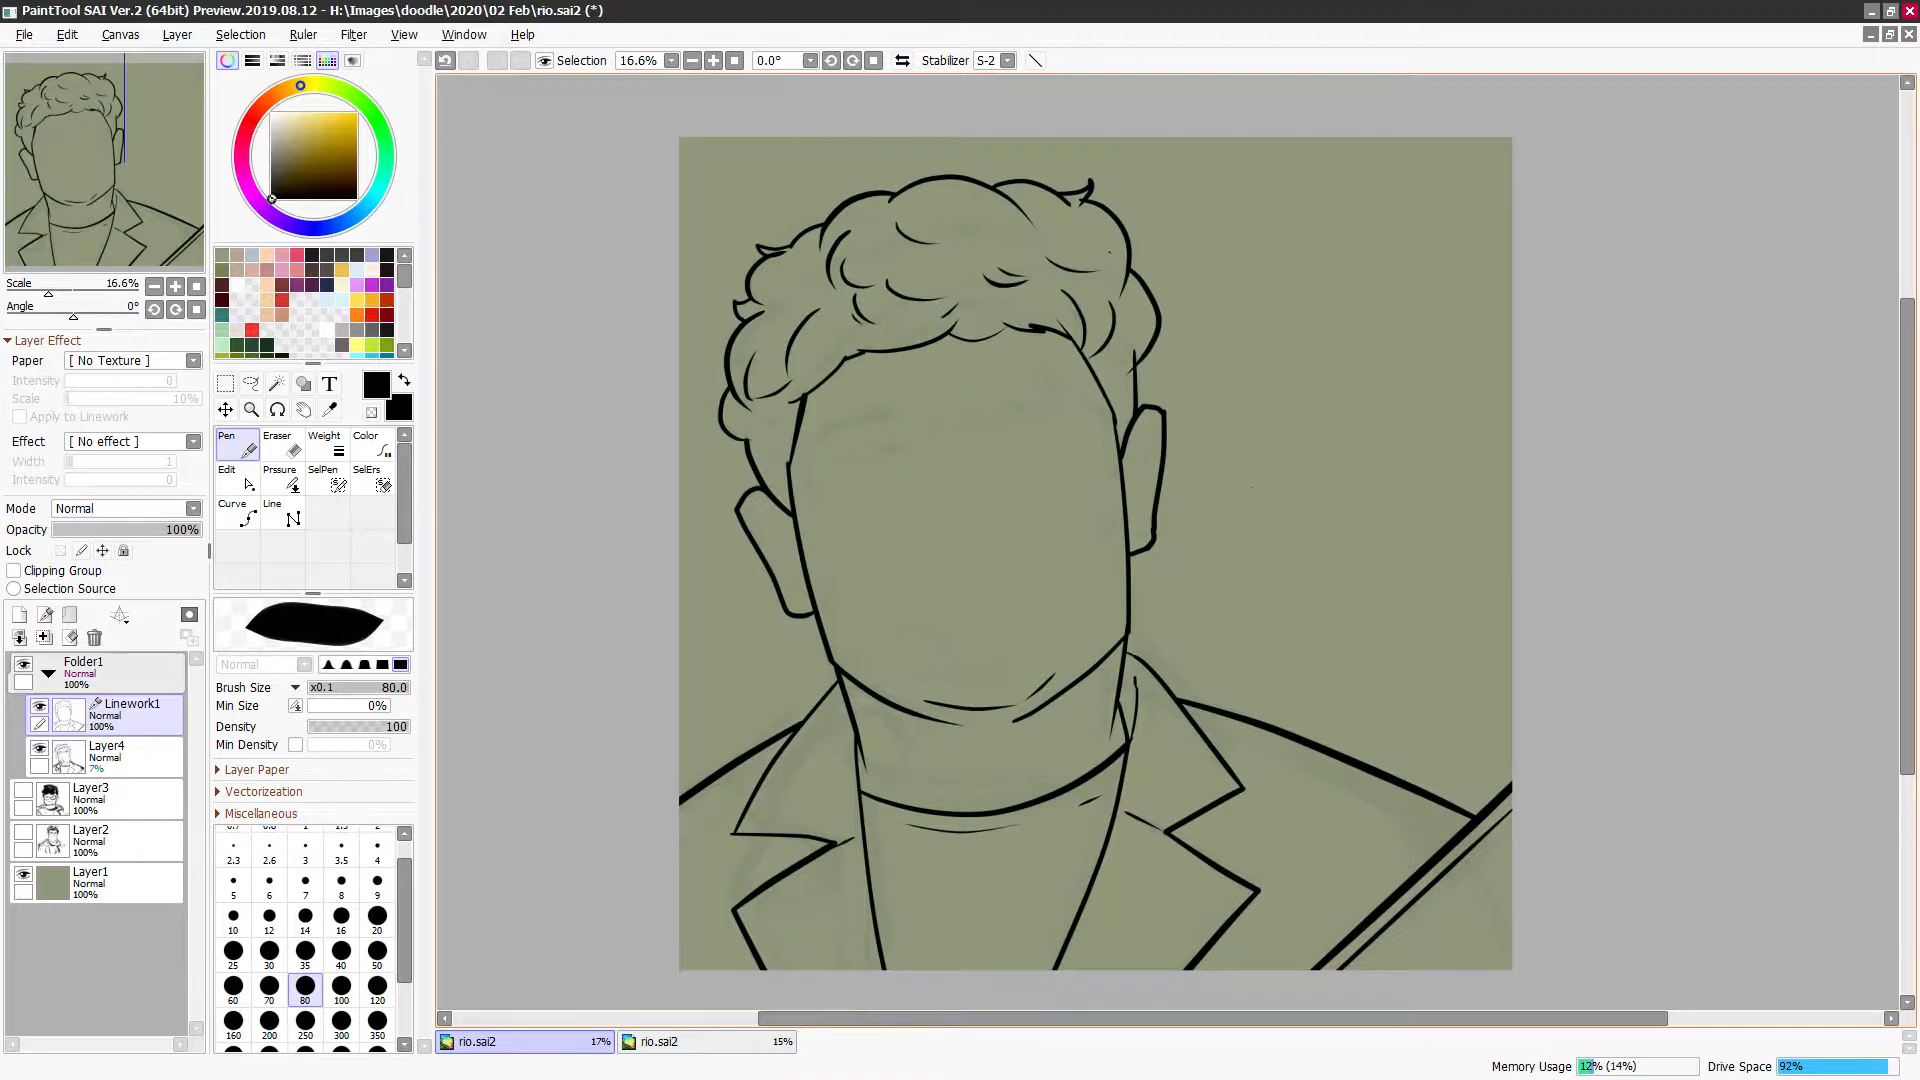 PaintTool SAI Ver.2 (64bit) Preview.2019.08.12 - H:\Images\doodle\2020\02 Feb\rio.sai2 (*)
File Edit Canvas Layer Selection Ruler Filter View Window Help
Selection 16.6% 0.0° Stabilizer S-2
Scale 16.6%
Angle 0°
Layer Effect
Paper [ No Texture ]
Intensity 0
Scale 10%
Apply to Linework
Effect [ No effect ]
Width 1
Intensity 0
Mode Normal
Opacity 100%
Lock
Clipping Group
Selection Source
Folder1
Normal
100%
Linework1
Normal
100%
Layer4
Normal
7%
Layer3
Normal
100%
Layer2
Normal
100%
Layer1
Normal
100%
T
Pen Eraser Weight Color
Edit Prssure SelPen SelErs
Curve Line
Normal
Brush Size x0.1 80.0
Min Size 0%
Density 100
Min Density 0%
Layer Paper
Vectorizeation
Miscellaneous
2.3 2.6 3 3.5 4
5 6 7 8 9
10 12 14 16 20
25 30 35 40 50
60 70 80 100 120
160 200 250 300 350
rio.sai2 17% rio.sai2 15%
Memory Usage 12% (14%) Drive Space 92%